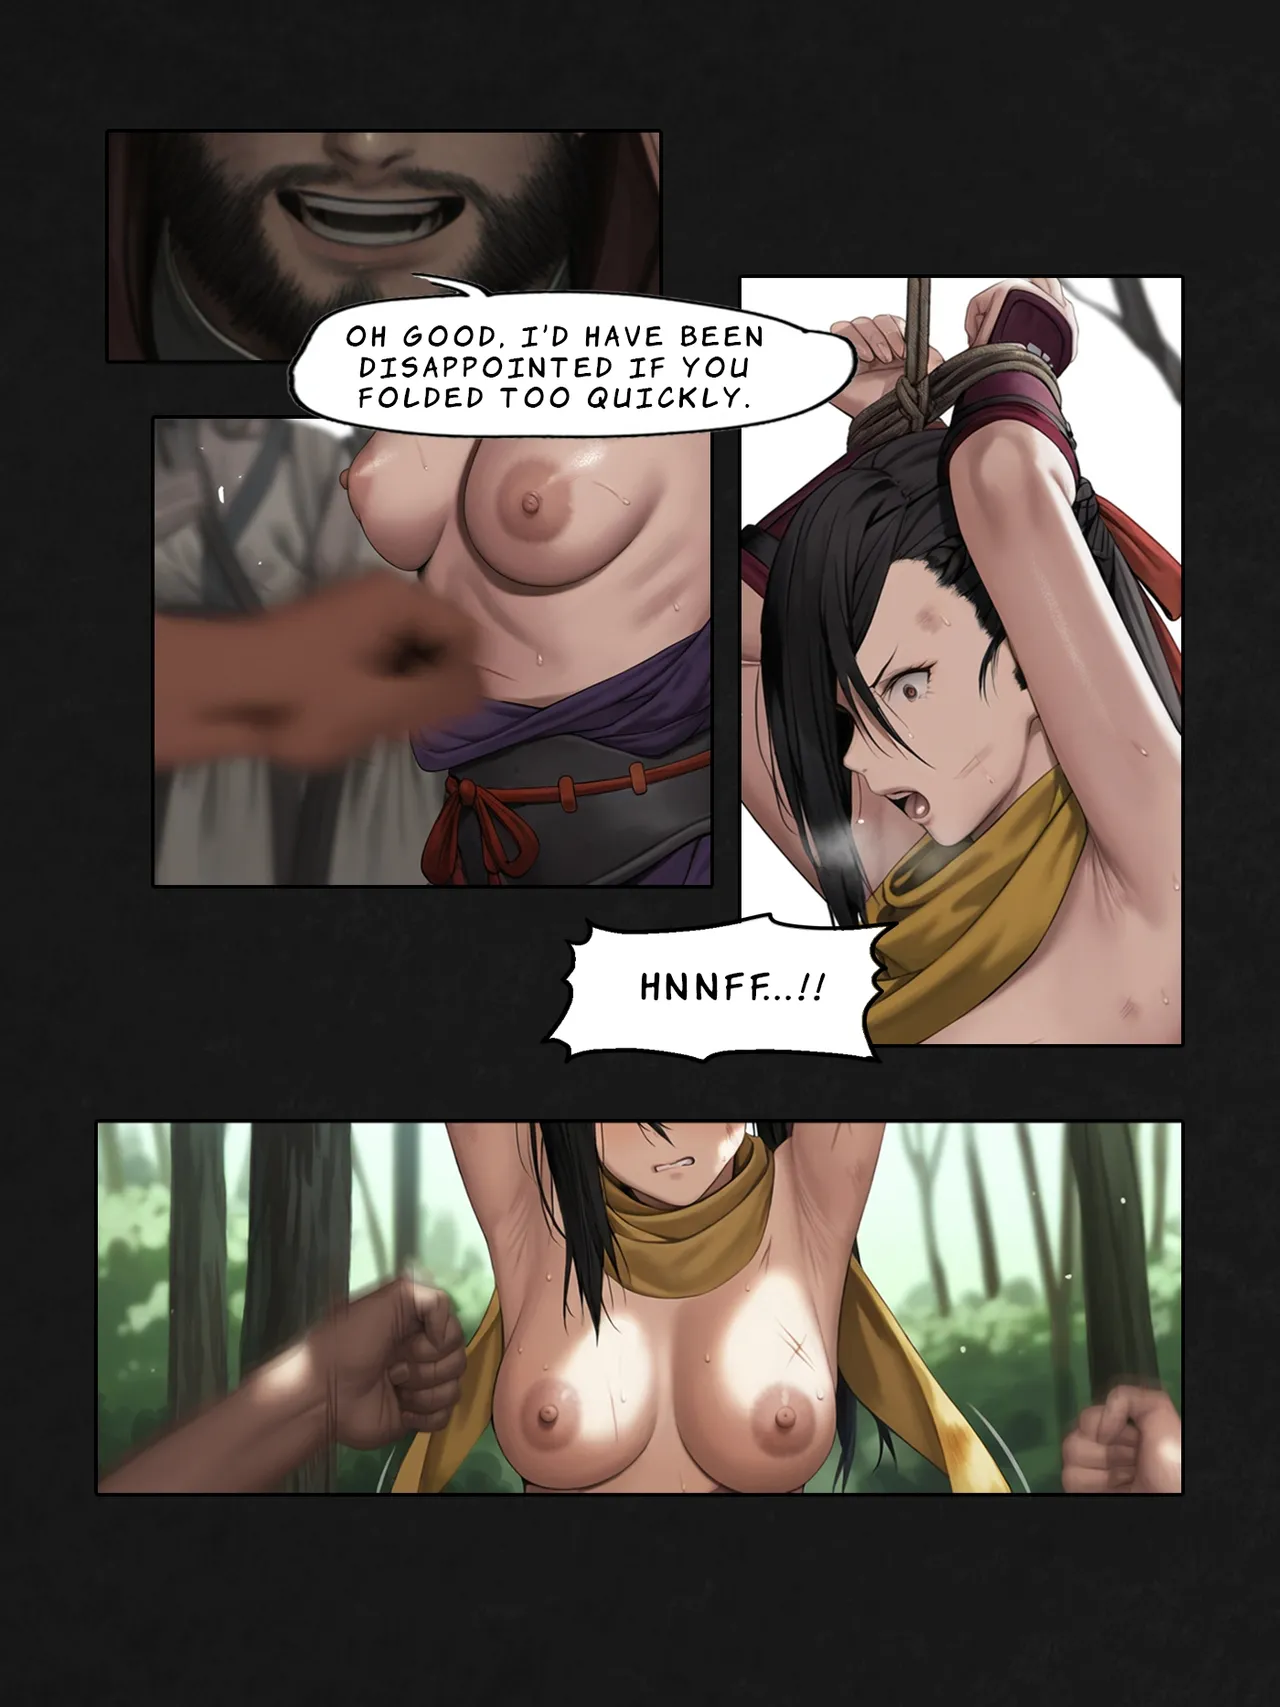 OH GOOD. I'D HAVE BEEN
DISAPPOINTED IF YOU
FOLDED TOO QUICKLY.
HNNFF...!!